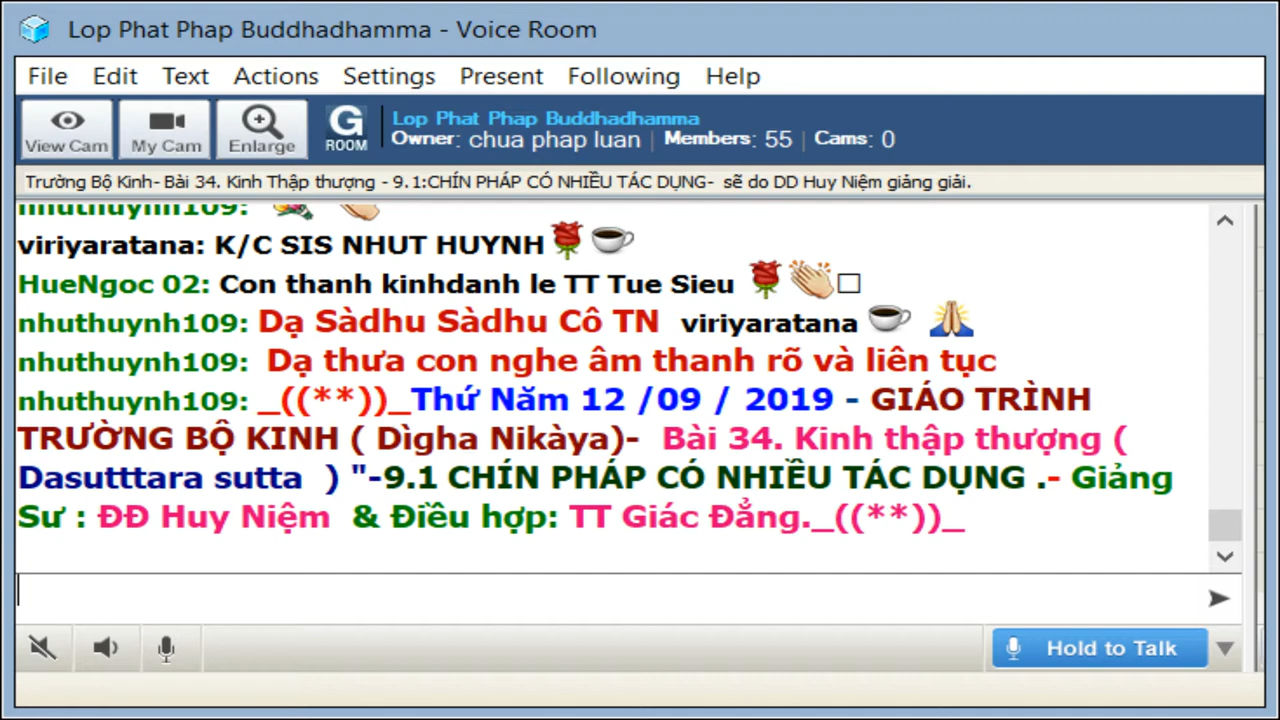 Lop Phat Phap Buddhadhamma - Voice Room
File Edit Text Actions Settings Present Following Help
View Cam My Cam Enlarge G ROOM
Lop Phat Phap Buddhadhamma
Owner: chua phap luan | Members: 55 | Cams: 0
Trường Bộ Kinh- Bài 34. Kinh Thập thượng - 9.1:CHÍN PHÁP CÓ NHIỀU TÁC DỤNG- sẽ do DD Huy Niệm giảng giải.
nhuthuynh109:
viriyaratana: K/C SIS NHUT HUYNH
HueNgoc 02: Con thanh kinhdanh le TT Tue Sieu
nhuthuynh109: Dạ Sàdhu Sàdhu Cô TN viriyaratana
nhuthuynh109: Dạ thưa con nghe âm thanh rõ và liên tục
nhuthuynh109: _((**))_Thứ Năm 12 /09 / 2019 - GIÁO TRÌNH
TRƯỜNG BỘ KINH ( Dìgha Nikàya)- Bài 34. Kinh thập thượng (
Dasutttara sutta ) "-9.1 CHÍN PHÁP CÓ NHIỀU TÁC DỤNG .- Giảng
Sư : ĐĐ Huy Niệm & Điều hợp: TT Giác Đẳng._((**))_
Hold to Talk